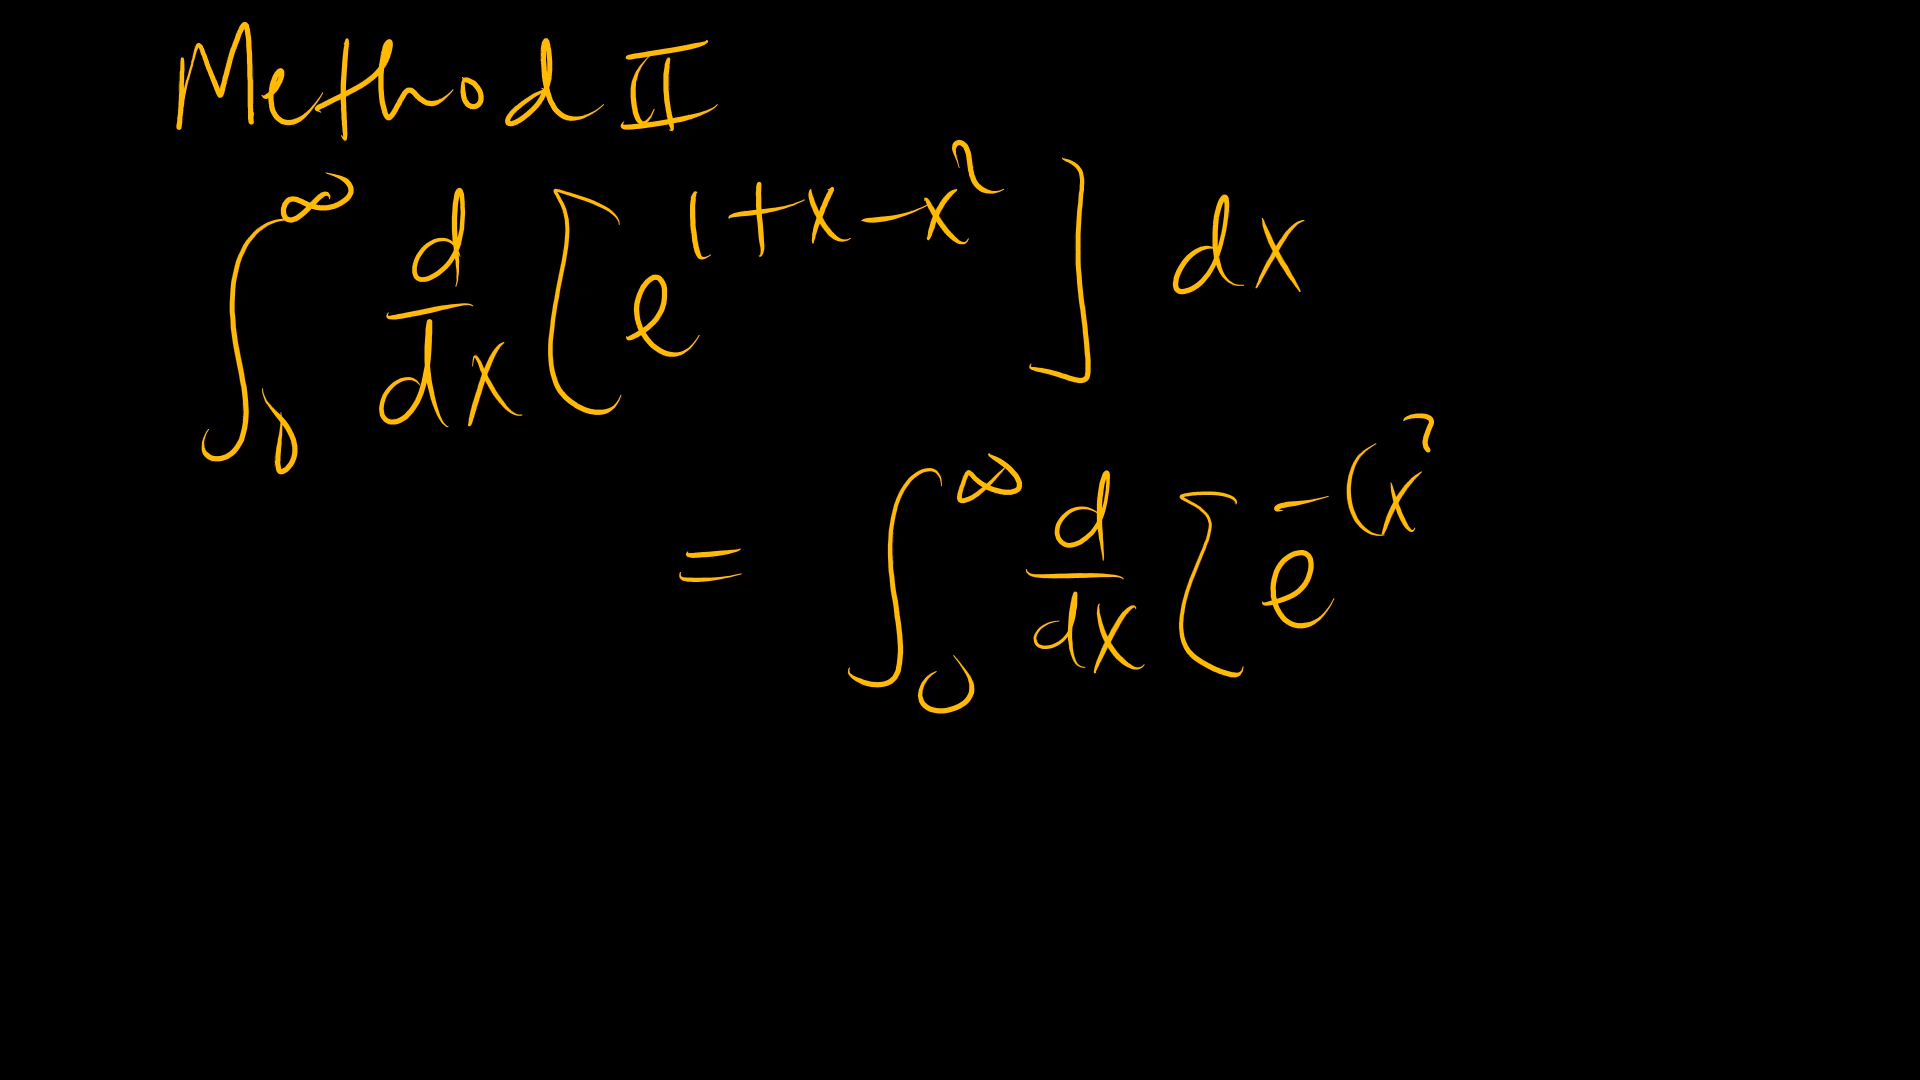 Method II
∫₀^∞ d/dx [e^(1+x−x²)] dx
= ∫₀^∞ d/dx [e^−(x²